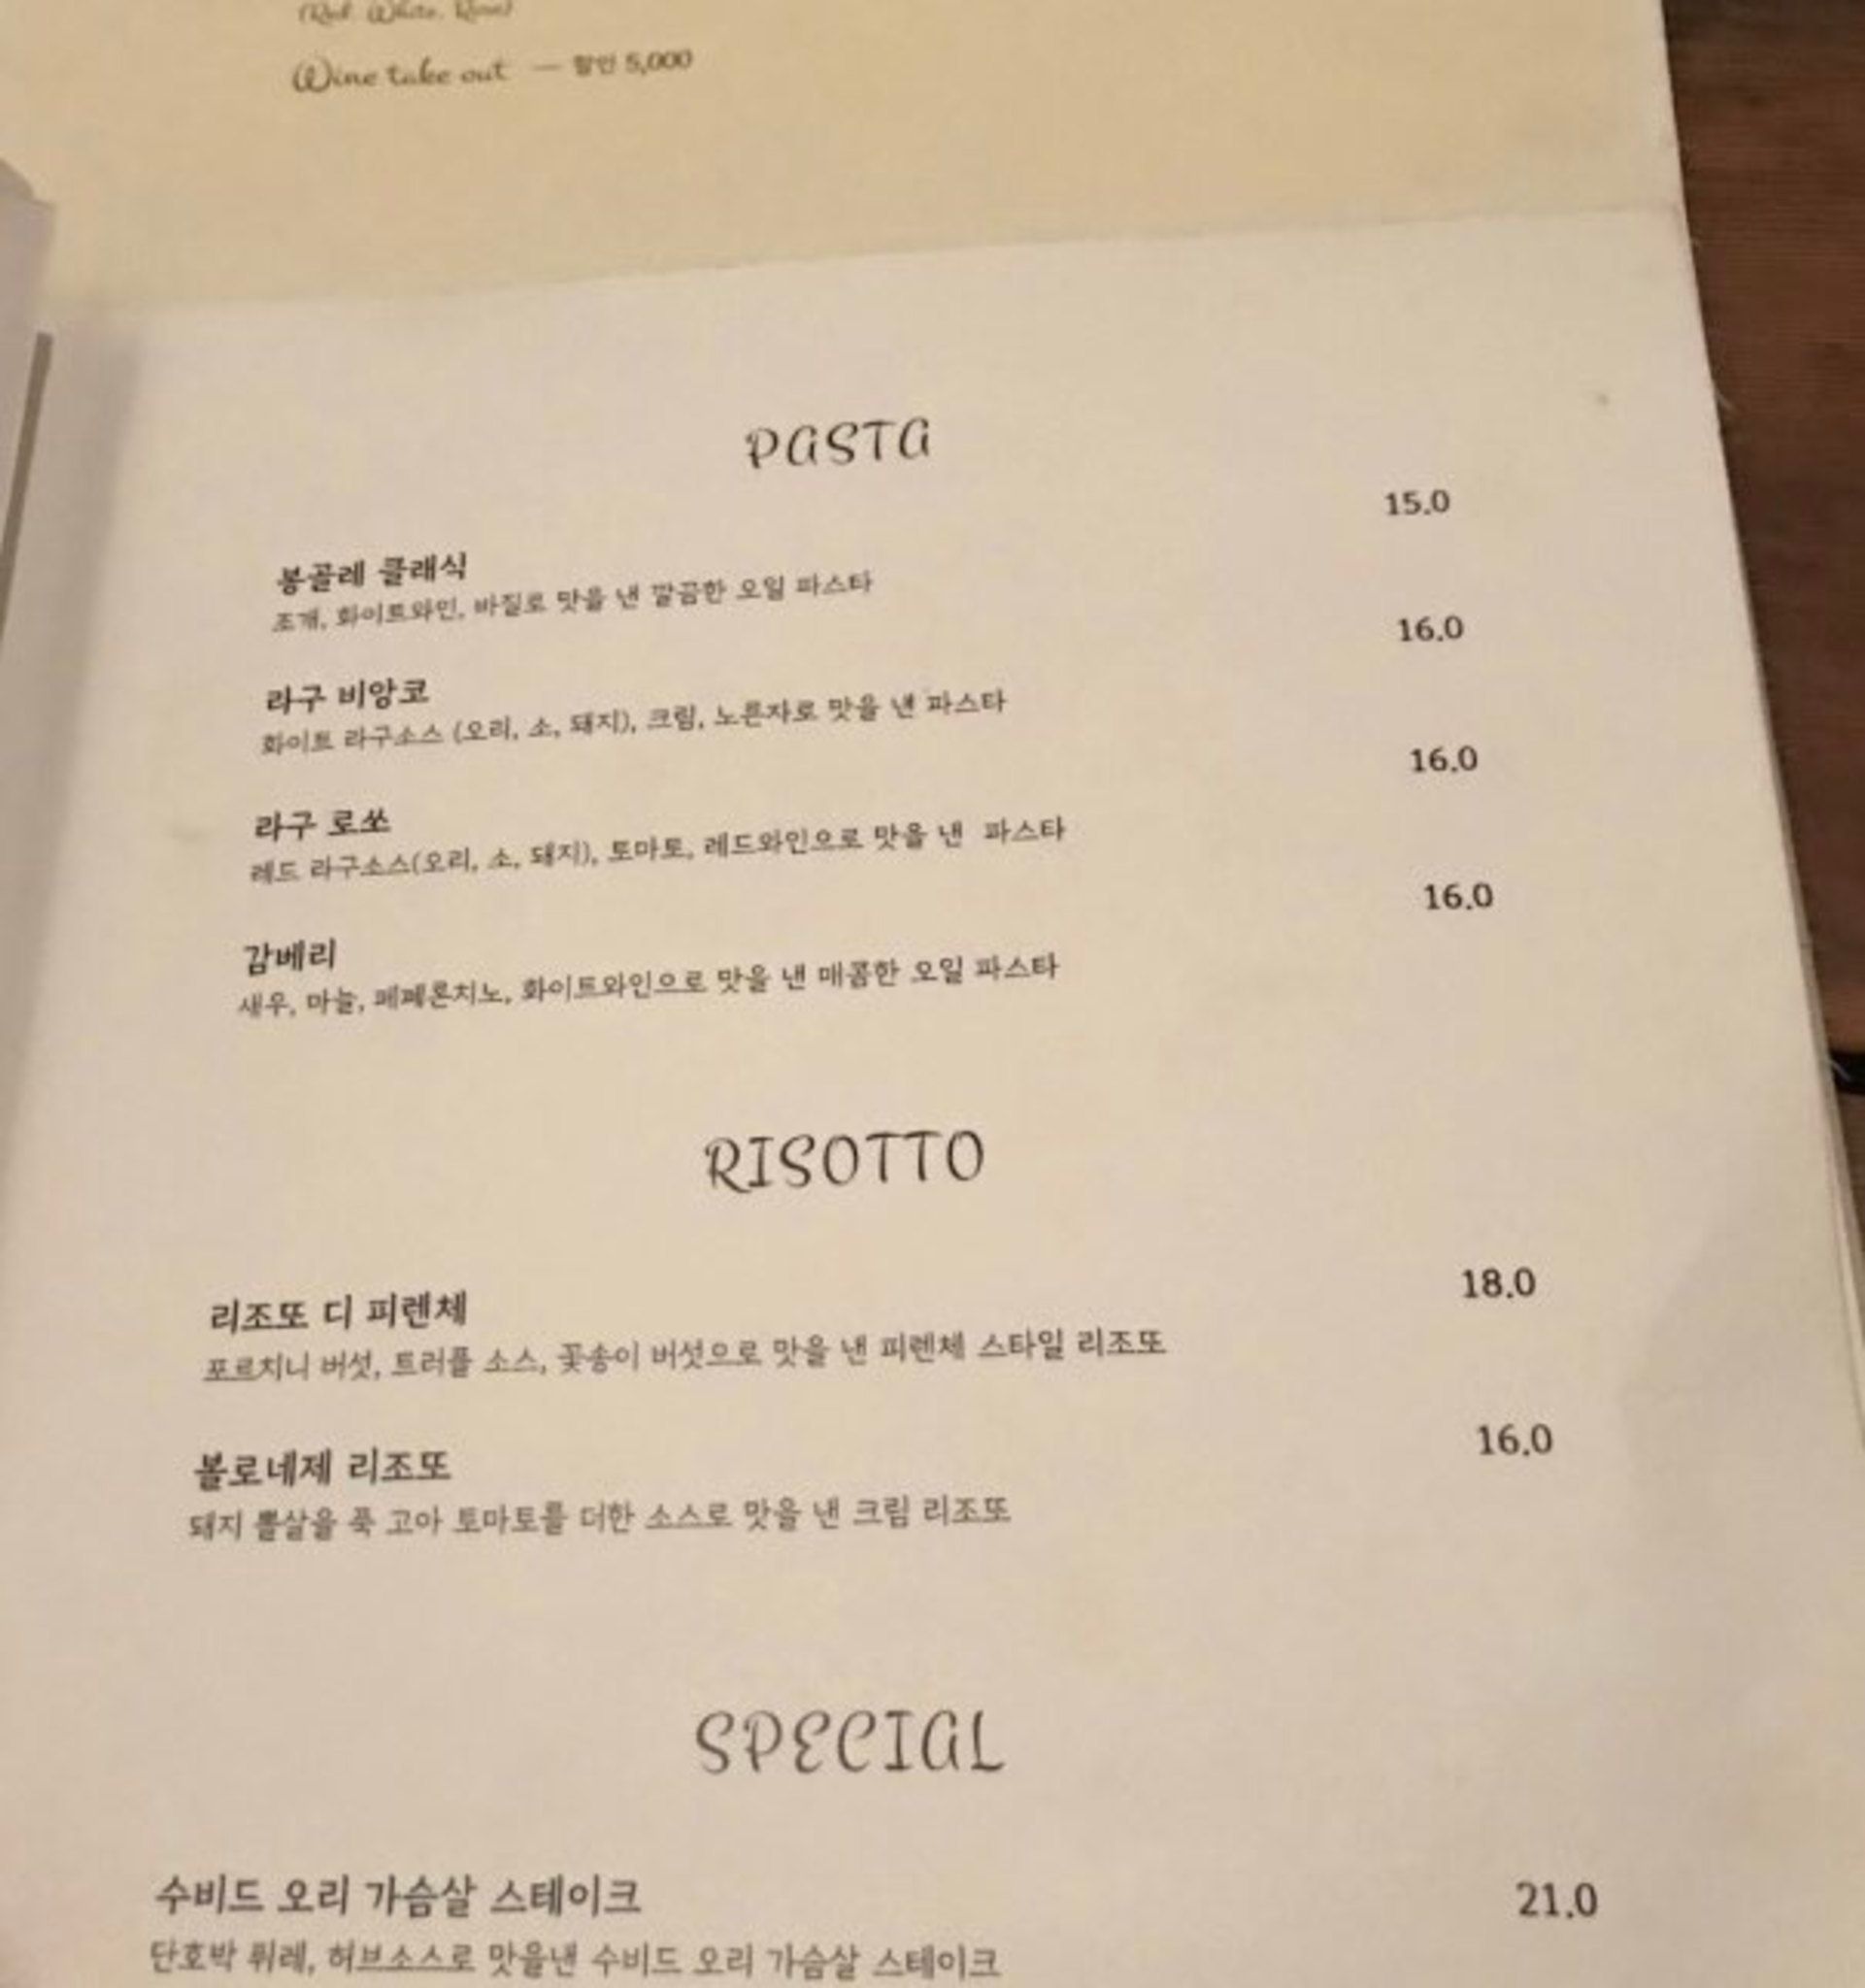 (Red, White, Rose)
Wine take out — 할인 5,000
PASTA
봉골레 클래식 15.0
조개, 화이트와인, 바질로 맛을 낸 깔끔한 오일 파스타
라구 비앙코 16.0
화이트 라구소스 (오리, 소, 돼지), 크림, 노른자로 맛을 낸 파스타
라구 로쏘 16.0
레드 라구소스(오리, 소, 돼지), 토마토, 레드와인으로 맛을 낸 파스타
감베리 16.0
새우, 마늘, 페페론치노, 화이트와인으로 맛을 낸 매콤한 오일 파스타
RISOTTO
리조또 디 피렌체 18.0
포르치니 버섯, 트러플 소스, 꽃송이 버섯으로 맛을 낸 피렌체 스타일 리조또
볼로네제 리조또 16.0
돼지 뽈살을 푹 고아 토마토를 더한 소스로 맛을 낸 크림 리조또
SPECIAL
수비드 오리 가슴살 스테이크 21.0
단호박 퓌레, 허브소스로 맛을낸 수비드 오리 가슴살 스테이크